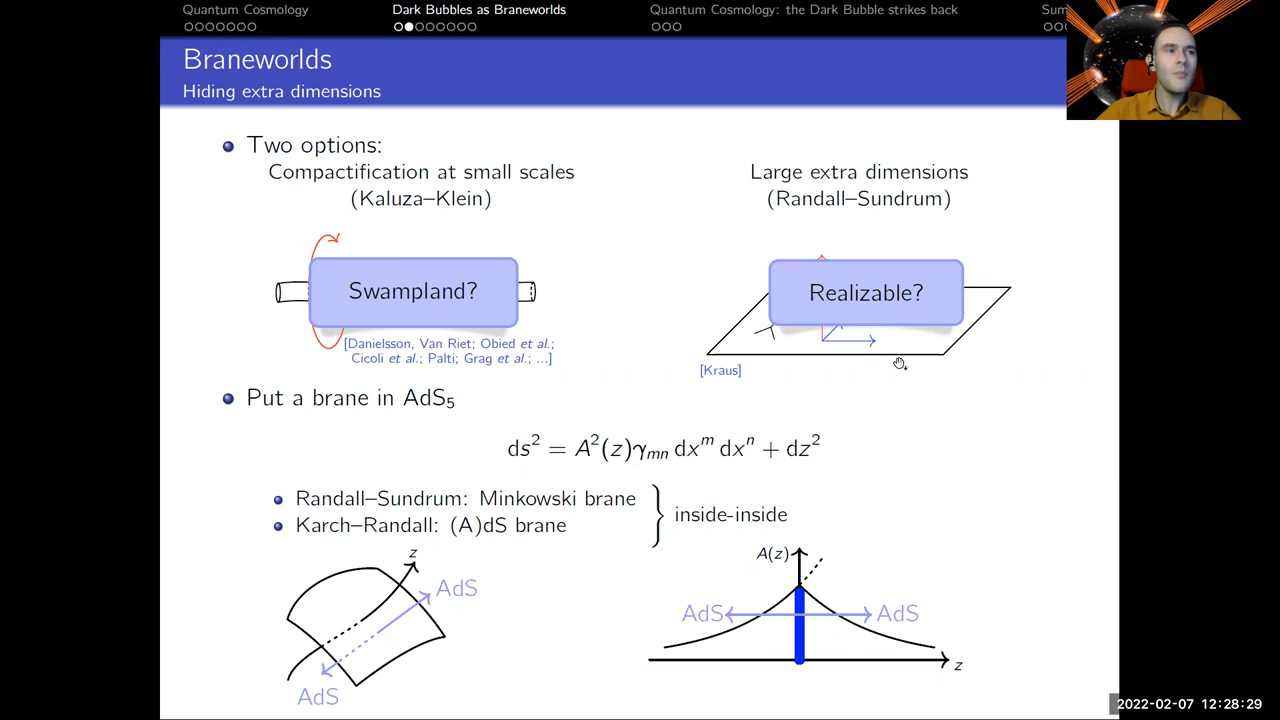 Quantum Cosmology
Dark Bubbles as Braneworlds
Quantum Cosmology: the Dark Bubble strikes back
Sum
Braneworlds
Hiding extra dimensions
Two options:
Compactification at small scales
(Kaluza–Klein)
Large extra dimensions
(Randall–Sundrum)
Swampland?
Realizable?
[Danielsson, Van Riet; Obied et al.;
Cicoli et al.; Palti; Grag et al.; ...]
[Kraus]
Put a brane in AdS₅
ds² = A²(z)γₘₙ dxᵐ dxⁿ + dz²
Randall–Sundrum: Minkowski brane
Karch–Randall: (A)dS brane
inside-inside
z
AdS
AdS
A(z)
AdS
AdS
z
2022-02-07 12:28:29